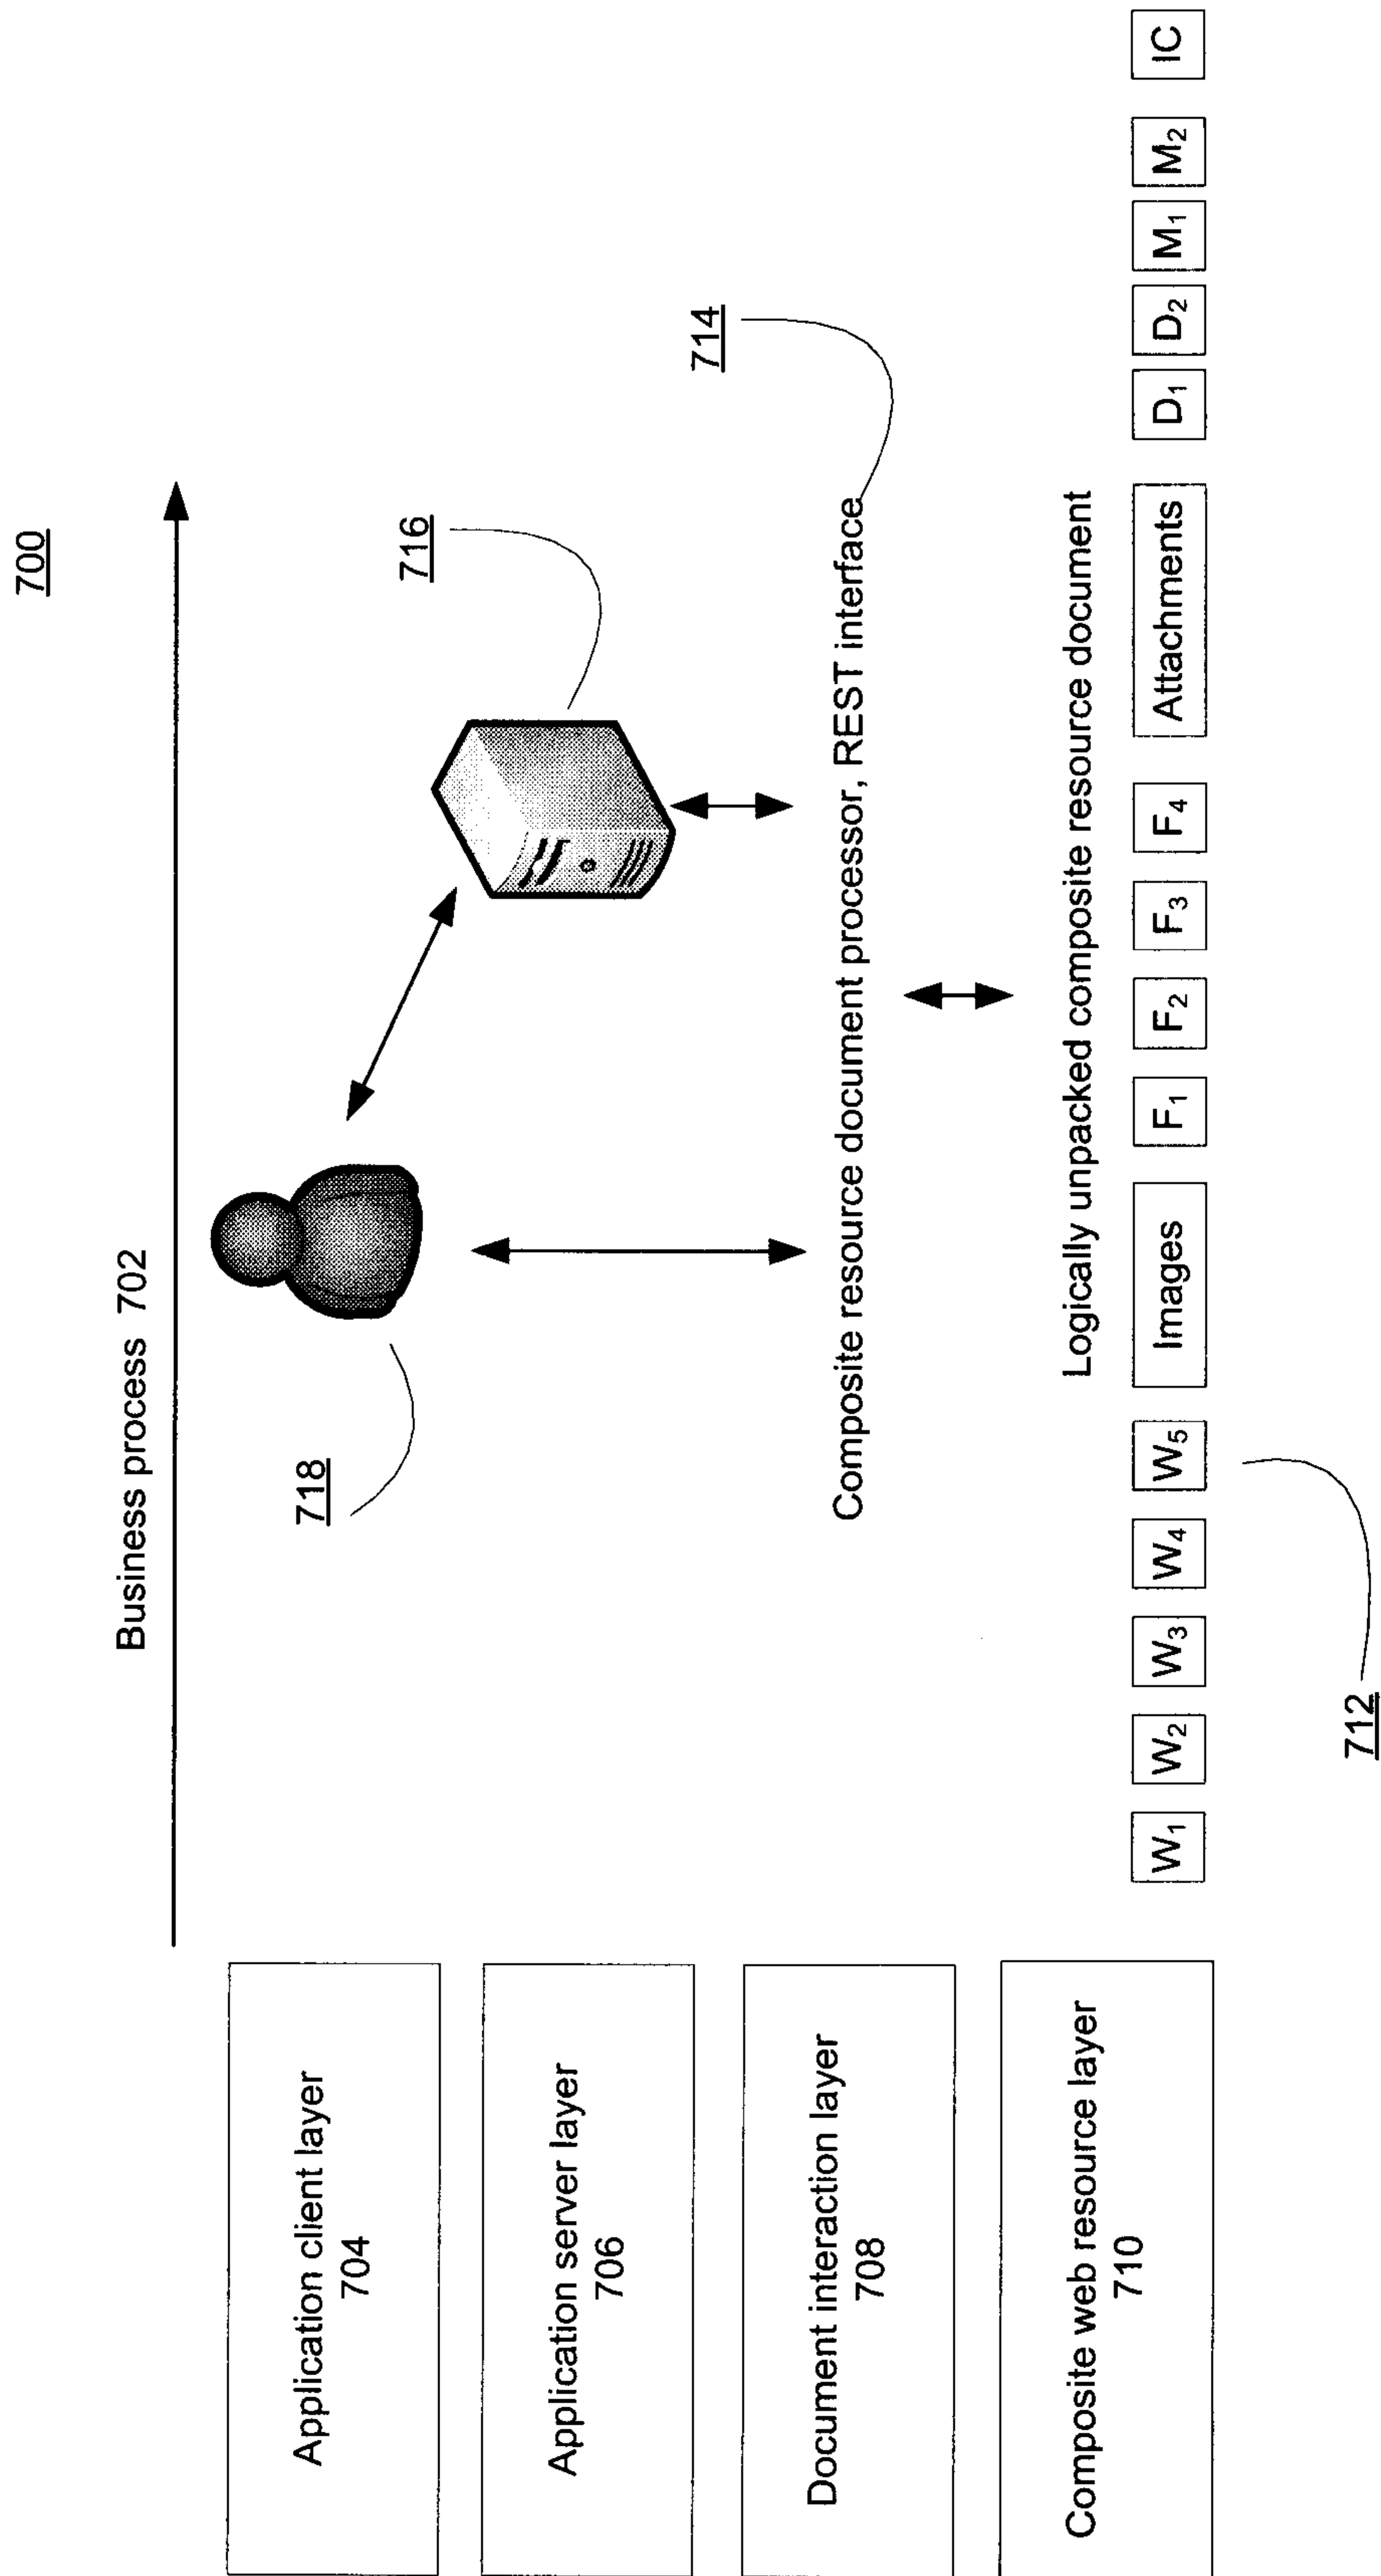 700
Business process 702
Application client layer
704
718
Application server layer
706
716
Document interaction layer
708
Composite resource document processor, REST interface
714
Composite web resource layer
710
Logically unpacked composite resource document
W1 W2 W3 W4 W5 Images F1 F2 F3 F4 Attachments D1 D2 M1 M2 IC
712